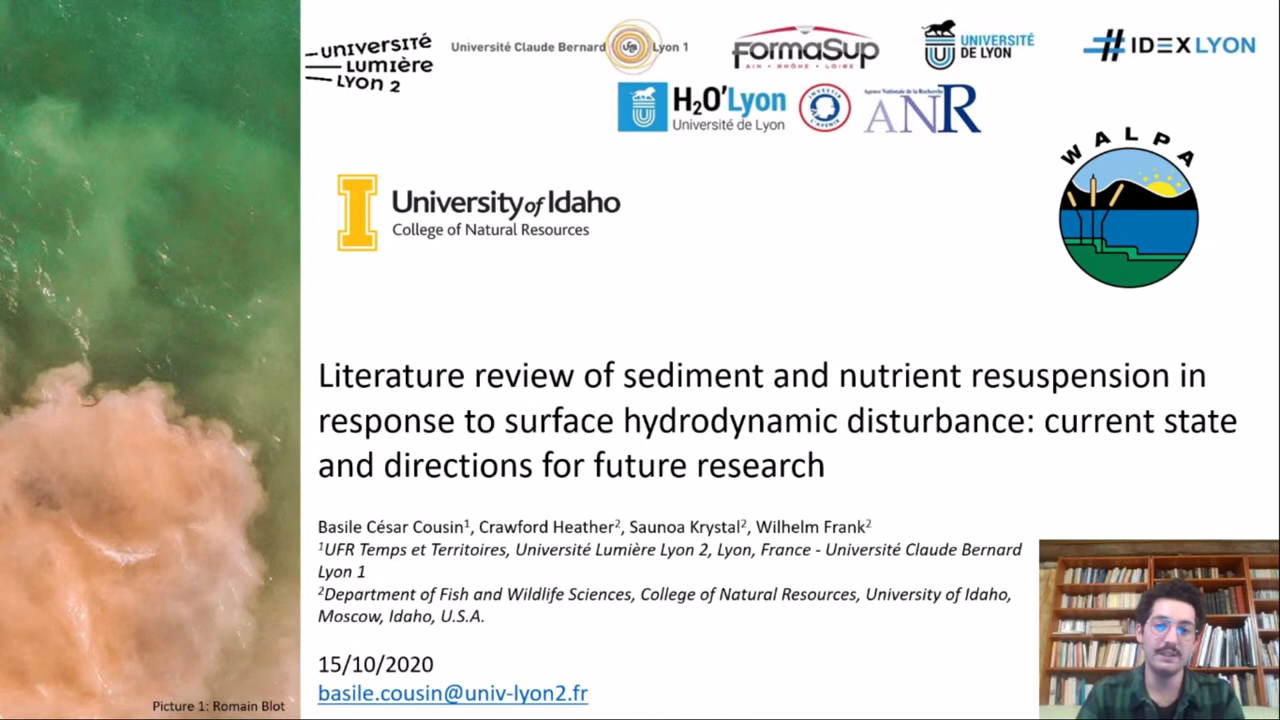 UNIVERSITÉ
LUMIÈRE
LYON 2
Université Claude Bernard Lyon 1
FormaSup
AIN • RHÔNE • LOIRE
UNIVERSITÉ
DE LYON
IDEXLYON
H₂O'Lyon
Université de Lyon
Agence Nationale de la Recherche
ANR
WALPA
I
University of Idaho
College of Natural Resources
Literature review of sediment and nutrient resuspension in
response to surface hydrodynamic disturbance: current state
and directions for future research
Basile César Cousin¹, Crawford Heather², Saunoa Krystal², Wilhelm Frank²
¹UFR Temps et Territoires, Université Lumière Lyon 2, Lyon, France - Université Claude Bernard
Lyon 1
²Department of Fish and Wildlife Sciences, College of Natural Resources, University of Idaho,
Moscow, Idaho, U.S.A.
15/10/2020
basile.cousin@univ-lyon2.fr
Picture 1: Romain Blot